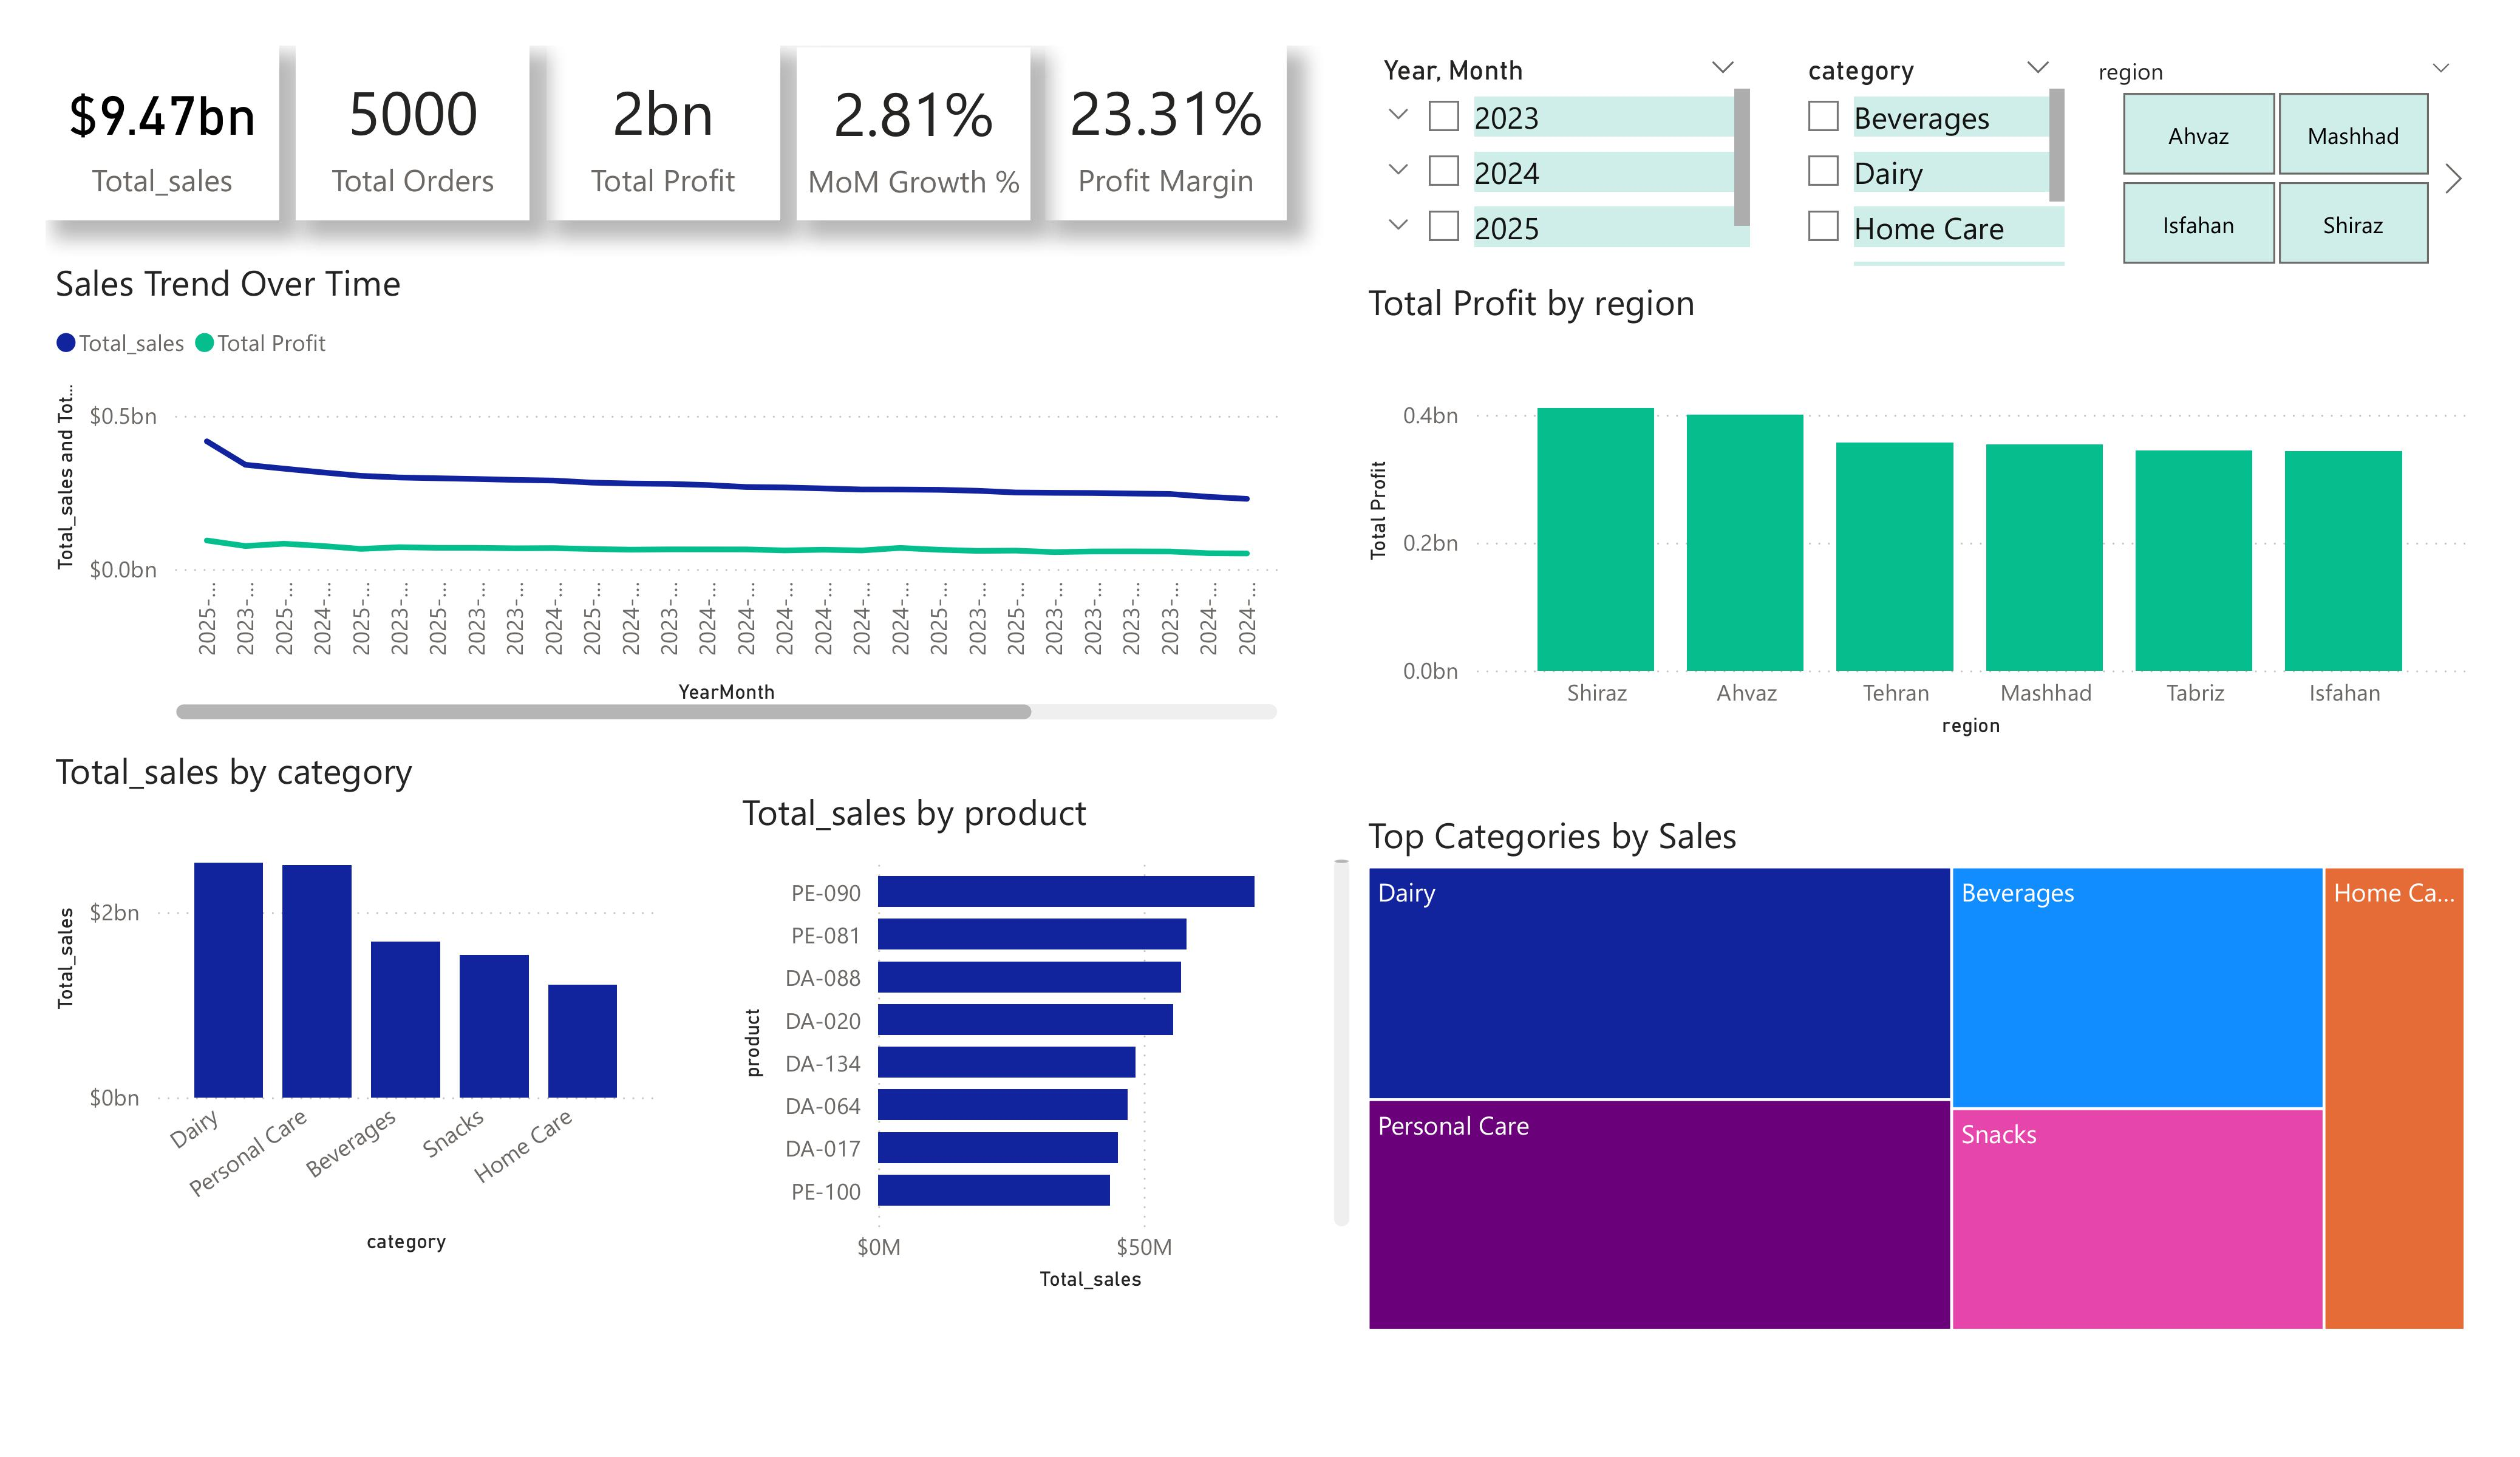 $9.47bn
Total_sales
5000
Total Orders
2bn
Total Profit
2.81%
MoM Growth %
23.31%
Profit Margin
Year, Month
2023
2024
2025
category
Beverages
Dairy
Home Care
region
Ahvaz
Mashhad
Isfahan
Shiraz
Sales Trend Over Time
Total_sales
Total Profit
Total_sales and Tot...
$0.5bn
$0.0bn
2025-...
2023-...
2025-...
2024-...
2025-...
2023-...
2025-...
2023-...
2023-...
2024-...
2025-...
2024-...
2023-...
2024-...
2024-...
2024-...
2024-...
2024-...
2024-...
2025-...
2023-...
2025-...
2023-...
2023-...
2023-...
2023-...
2024-...
2024-...
YearMonth
Total Profit by region
Total Profit
0.4bn
0.2bn
0.0bn
Shiraz
Ahvaz
Tehran
Mashhad
Tabriz
Isfahan
region
Total_sales by category
Total_sales
$2bn
$0bn
Dairy
Personal Care
Beverages
Snacks
Home Care
category
Total_sales by product
product
PE-090
PE-081
DA-088
DA-020
DA-134
DA-064
DA-017
PE-100
$0M
$50M
Total_sales
Top Categories by Sales
Dairy
Beverages
Home Ca...
Personal Care
Snacks